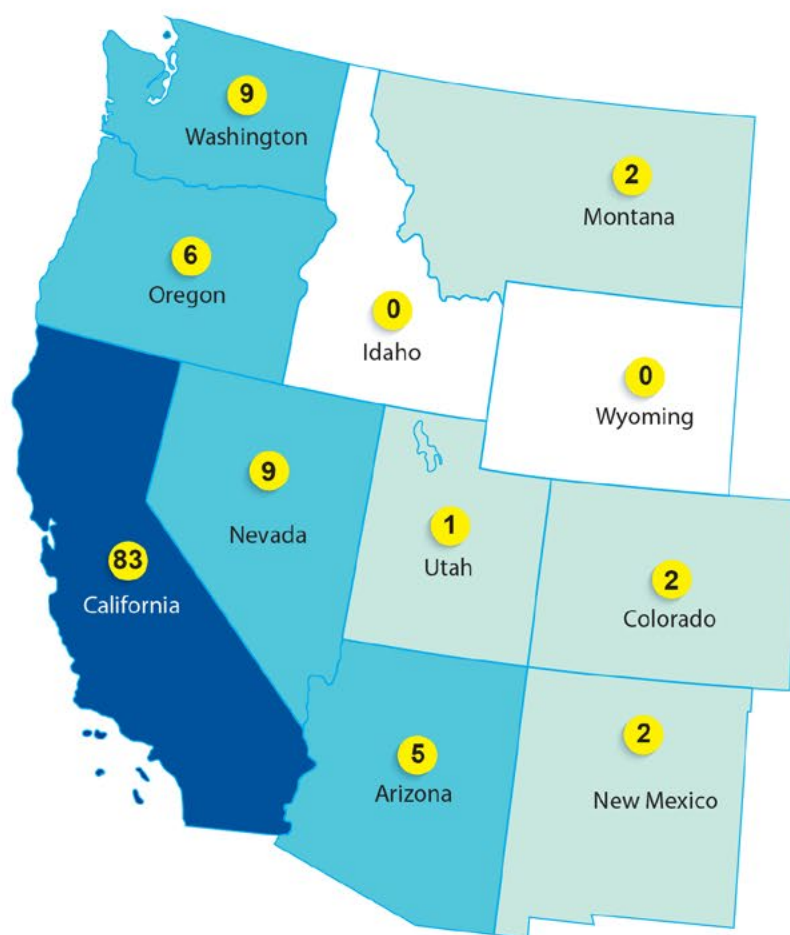 9
Washington
2
Montana
6
Oregon
0
Idaho
0
Wyoming
9
Nevada
1
Utah
2
Colorado
83
California
5
Arizona
2
New Mexico